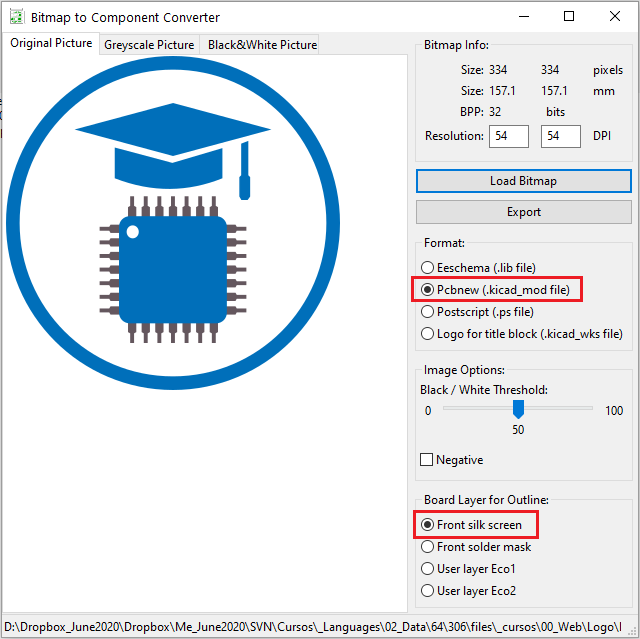 Bitmap to Component Converter
Original Picture
Greyscale Picture
Black&White Picture
Bitmap Info:
Size: 334 334 pixels
Size: 157.1 157.1 mm
BPP: 32 bits
Resolution: 54 54 DPI
Load Bitmap
Export
Format:
Eeschema (.lib file)
Pcbnew (.kicad_mod file)
Postscript (.ps file)
Logo for title block (.kicad_wks file)
Image Options:
Black / White Threshold:
0 100
50
Negative
Board Layer for Outline:
Front silk screen
Front solder mask
User layer Eco1
User layer Eco2
D:\Dropbox_June2020\Dropbox\Me_June2020\SVN\Cursos\_Languages\02_Data\64\306\files\_cursos\00_Web\Logo\